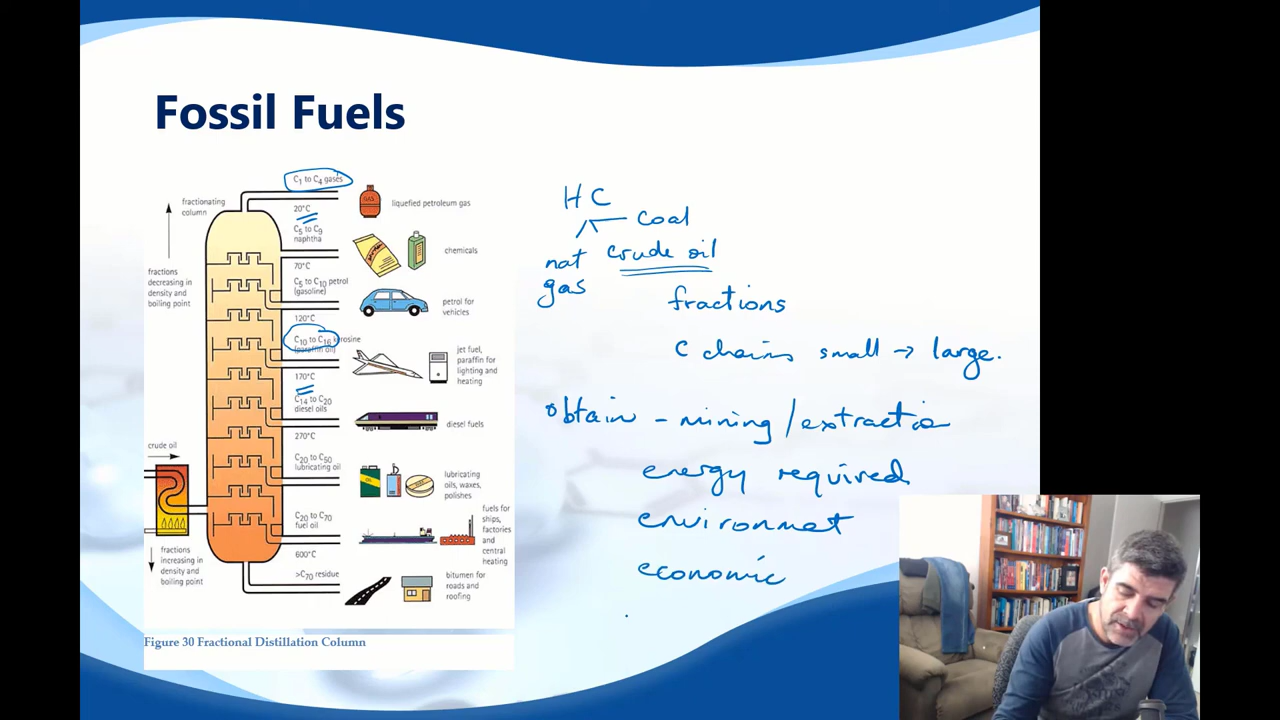 Fossil Fuels
C1 to C4 gases
fractionating
column
GAS
liquefied petroleum gas
20°C
C5 to C9
naphtha
chemicals
fractions
decreasing in
density and
boiling point
70°C
C5 to C10 petrol
(gasoline)
petrol for
vehicles
120°C
C10 to C16 kerosine
(paraffin oil)
jet fuel,
paraffin for
lighting and
heating
170°C
C14 to C20
diesel oils
diesel fuels
270°C
crude oil
C20 to C50
lubricating oil
lubricating
oils, waxes,
polishes
C20 to C70
fuel oil
fuels for
ships,
factories
and
central
heating
fractions
increasing in
density and
boiling point
600°C
>C70 residue
bitumen for
roads and
roofing
Figure 30 Fractional Distillation Column
HC
coal
nat crude oil
gas
fractions
C chains small → large.
obtain - mining/extractio
energy required
environmet
economic